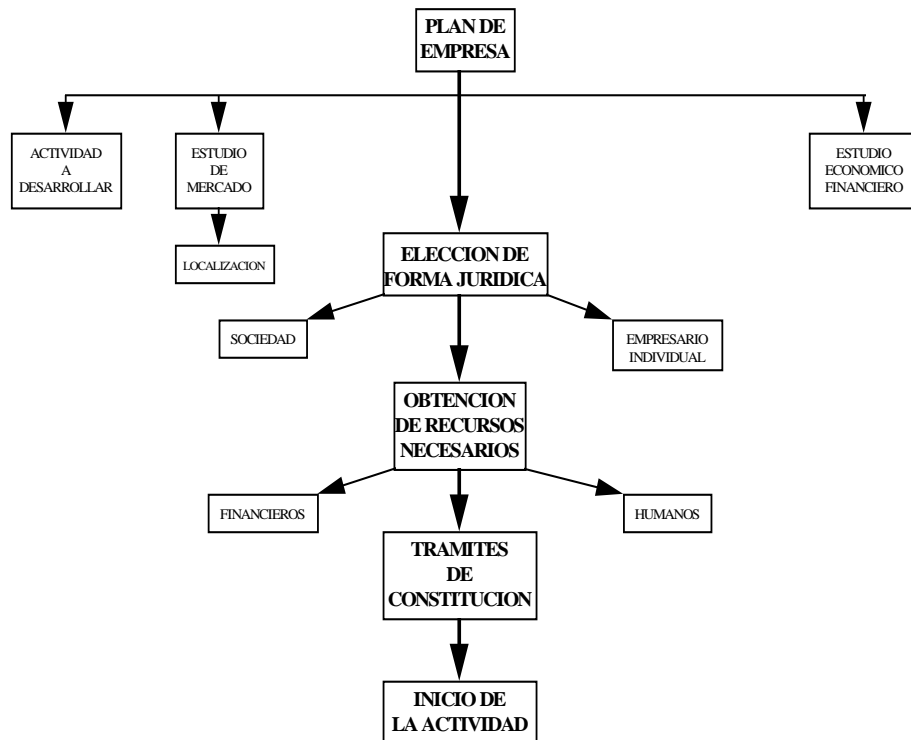 PLAN DE
EMPRESA
ACTIVIDAD
A
DESARROLLAR
ESTUDIO
DE
MERCADO
ESTUDIO
ECONOMICO
FINANCIERO
LOCALIZACION
ELECCION DE
FORMA JURIDICA
SOCIEDAD
EMPRESARIO
INDIVIDUAL
OBTENCION
DE RECURSOS
NECESARIOS
FINANCIEROS
HUMANOS
TRAMITES
DE
CONSTITUCION
INICIO DE
LA ACTIVIDAD